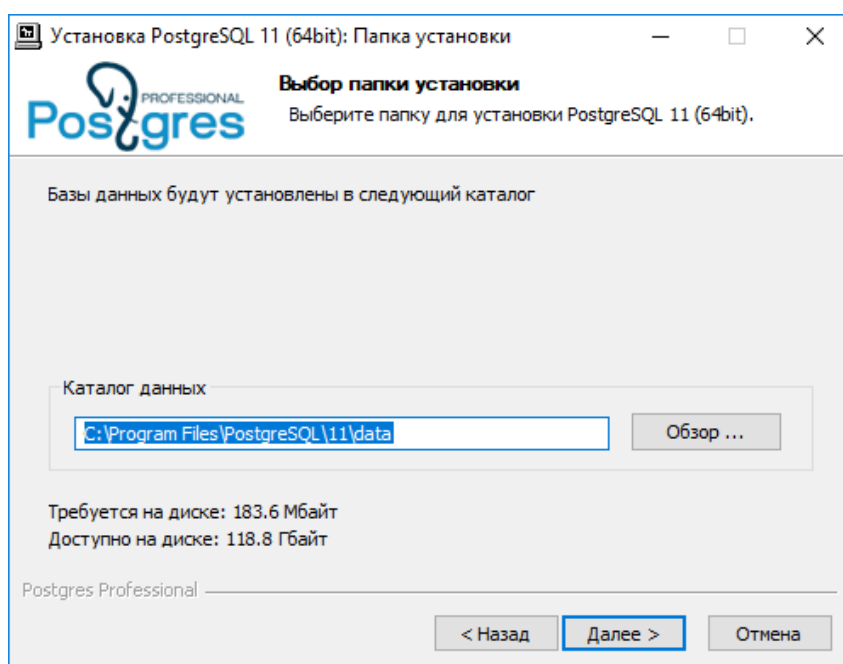 Установка PostgreSQL 11 (64bit): Папка установки
PROFESSIONAL
Postgres
Выбор папки установки
Выберите папку для установки PostgreSQL 11 (64bit).
Базы данных будут установлены в следующий каталог
Каталог данных
C:\Program Files\PostgreSQL\11\data
Обзор ...
Требуется на диске: 183.6 Мбайт
Доступно на диске: 118.8 Гбайт
Postgres Professional
< Назад
Далее >
Отмена